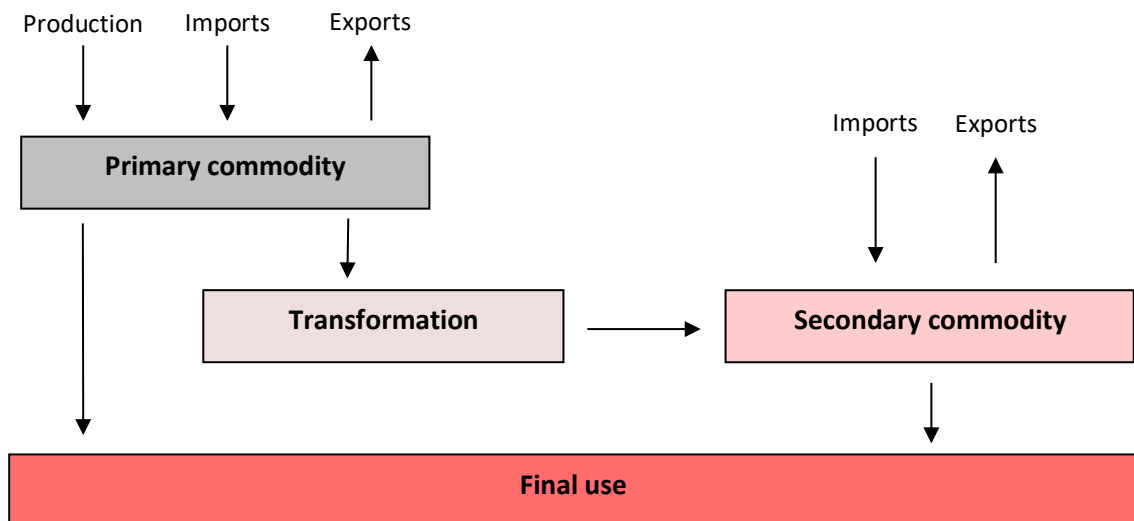 Production Imports Exports
Primary commodity
Imports Exports
Transformation
Secondary commodity
Final use